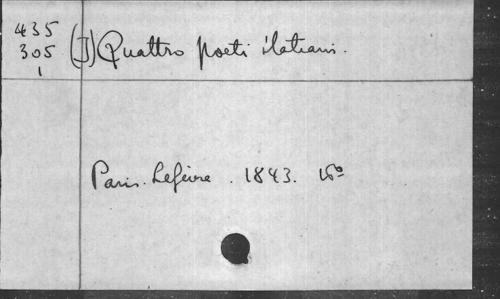 435
305
1
(I) Quattro poeti italiani.
Paris. Lefèvre. 1843. 16º